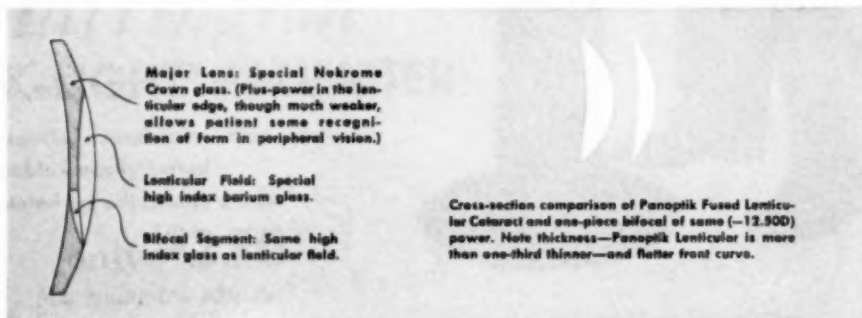 Major Lens: Special Nokrome
Crown glass. (Plus-power in the len-
ticular edge, though much weaker,
allows patient some recogni-
tion of form in peripheral vision.)
Lenticular Field: Special
high index barium glass.
Bifocal Segment: Same high
index glass as lenticular field.
Cross-section comparison of Panoptik Fused Lenticu-
lar Cataract and one-piece bifocal of same (−12.50D)
power. Note thickness—Panoptik Lenticular is more
than one-third thinner—and flatter front curve.